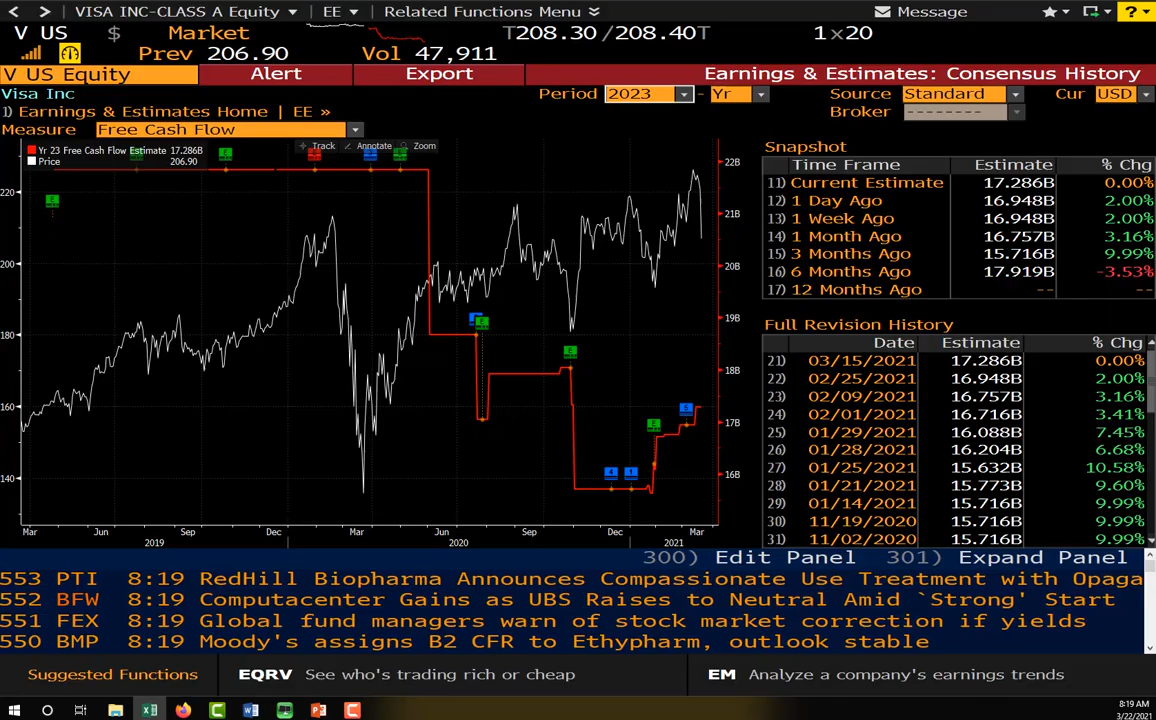 VISA INC-CLASS A Equity EE Related Functions Menu Message ?
V US $ Market T208.30 /208.40T 1x20
Prev 206.90 Vol 47,911
V US Equity Alert Export Earnings & Estimates: Consensus History
Visa Inc Period 2023 - Yr Source Standard Cur USD
1) Earnings & Estimates Home | EE » Broker --------
Measure Free Cash Flow
Track Annotate Zoom
Yr 23 Free Cash Flow Estimate 17.286B
Price 206.90
220
200
180
160
140
22B
21B
20B
19B
18B
17B
16B
Mar Jun Sep Dec Mar Jun Sep Dec Mar
2019 2020 2021
Snapshot
Time Frame Estimate % Chg
11) Current Estimate 17.286B 0.00%
12) 1 Day Ago 16.948B 2.00%
13) 1 Week Ago 16.948B 2.00%
14) 1 Month Ago 16.757B 3.16%
15) 3 Months Ago 15.716B 9.99%
16) 6 Months Ago 17.919B -3.53%
17) 12 Months Ago -- --
Full Revision History
Date Estimate % Chg
21) 03/15/2021 17.286B 0.00%
22) 02/25/2021 16.948B 2.00%
23) 02/09/2021 16.757B 3.16%
24) 02/01/2021 16.716B 3.41%
25) 01/29/2021 16.088B 7.45%
26) 01/28/2021 16.204B 6.68%
27) 01/25/2021 15.632B 10.58%
28) 01/21/2021 15.773B 9.60%
29) 01/14/2021 15.716B 9.99%
30) 11/19/2020 15.716B 9.99%
31) 11/02/2020 15.716B 9.99%
300) Edit Panel 301) Expand Panel
553 PTI 8:19 RedHill Biopharma Announces Compassionate Use Treatment with Opaga
552 BFW 8:19 Computacenter Gains as UBS Raises to Neutral Amid `Strong' Start
551 FEX 8:19 Global fund managers warn of stock market correction if yields
550 BMP 8:19 Moody's assigns B2 CFR to Ethypharm, outlook stable
Suggested Functions EQRV See who's trading rich or cheap EM Analyze a company's earnings trends
8:19 AM
3/22/2021